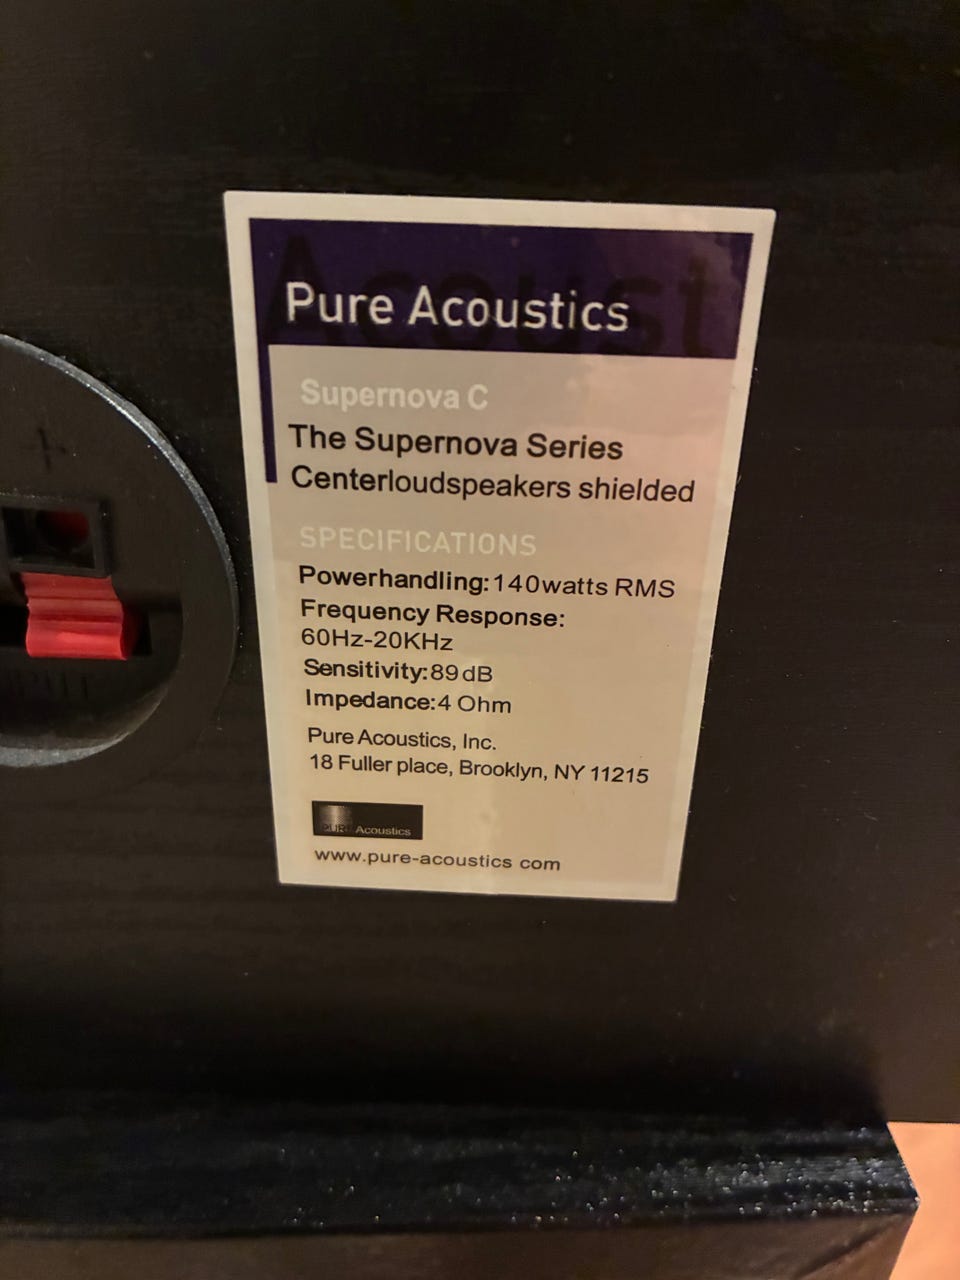 Pure Acoustics
Supernova C
The Supernova Series
Centerloudspeakers shielded
SPECIFICATIONS
Powerhandling:140watts RMS
Frequency Response:
60Hz-20KHz
Sensitivity:89dB
Impedance:4 Ohm
Pure Acoustics, Inc.
18 Fuller place, Brooklyn, NY 11215
PURE Acoustics
www.pure-acoustics com
+